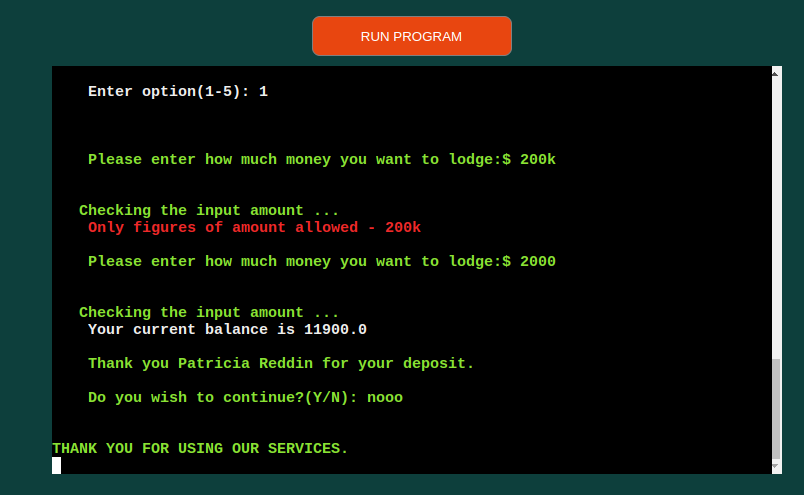 RUN PROGRAM
Enter option(1-5): 1
Please enter how much money you want to lodge:$ 200k
Checking the input amount ...
Only figures of amount allowed - 200k
Please enter how much money you want to lodge:$ 2000
Checking the input amount ...
Your current balance is 11900.0
Thank you Patricia Reddin for your deposit.
Do you wish to continue?(Y/N): nooo
THANK YOU FOR USING OUR SERVICES.